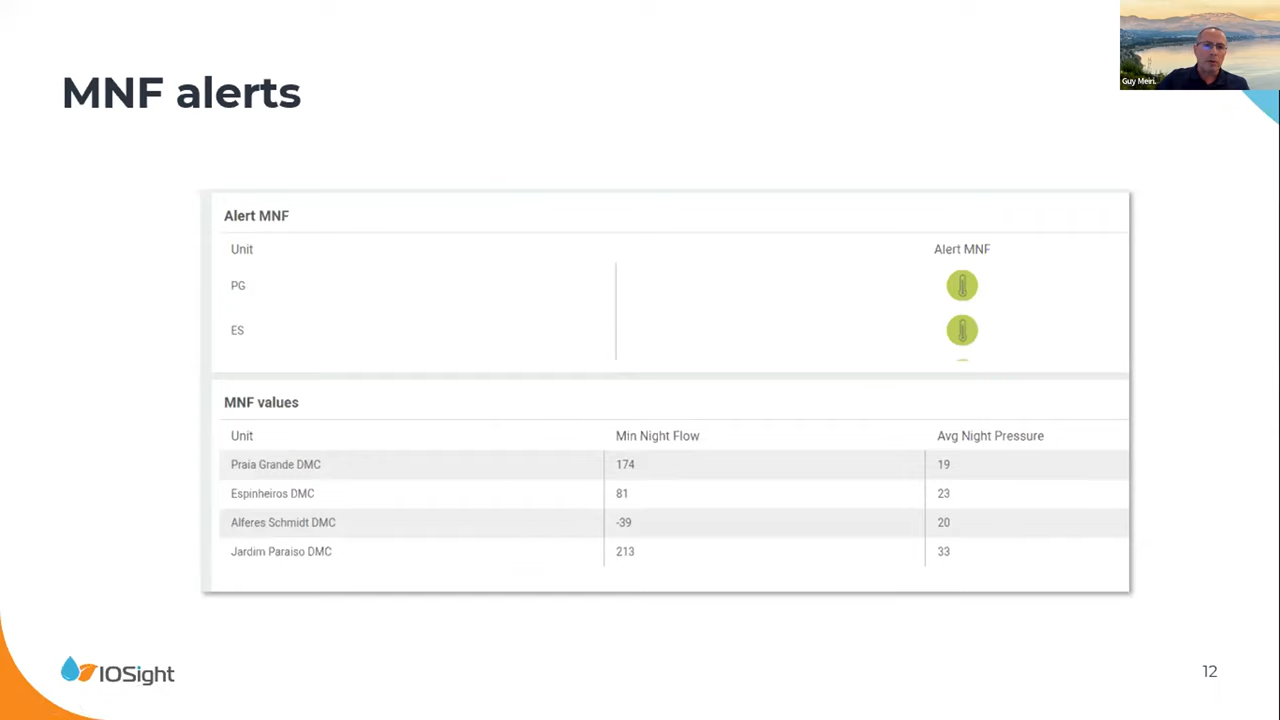 Guy Meiri.
MNF alerts
Alert MNF
Unit Alert MNF
PG
ES
MNF values
Unit Min Night Flow Avg Night Pressure
Praia Grande DMC 174 19
Espinheiros DMC 81 23
Alferes Schmidt DMC -39 20
Jardim Paraiso DMC 213 33
IOSight
12